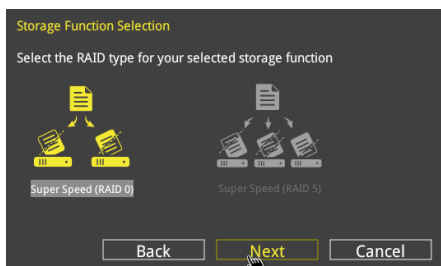 Storage Function Selection
Select the RAID type for your selected storage function
Super Speed (RAID 0)
Super Speed (RAID 5)
Back
Next
Cancel